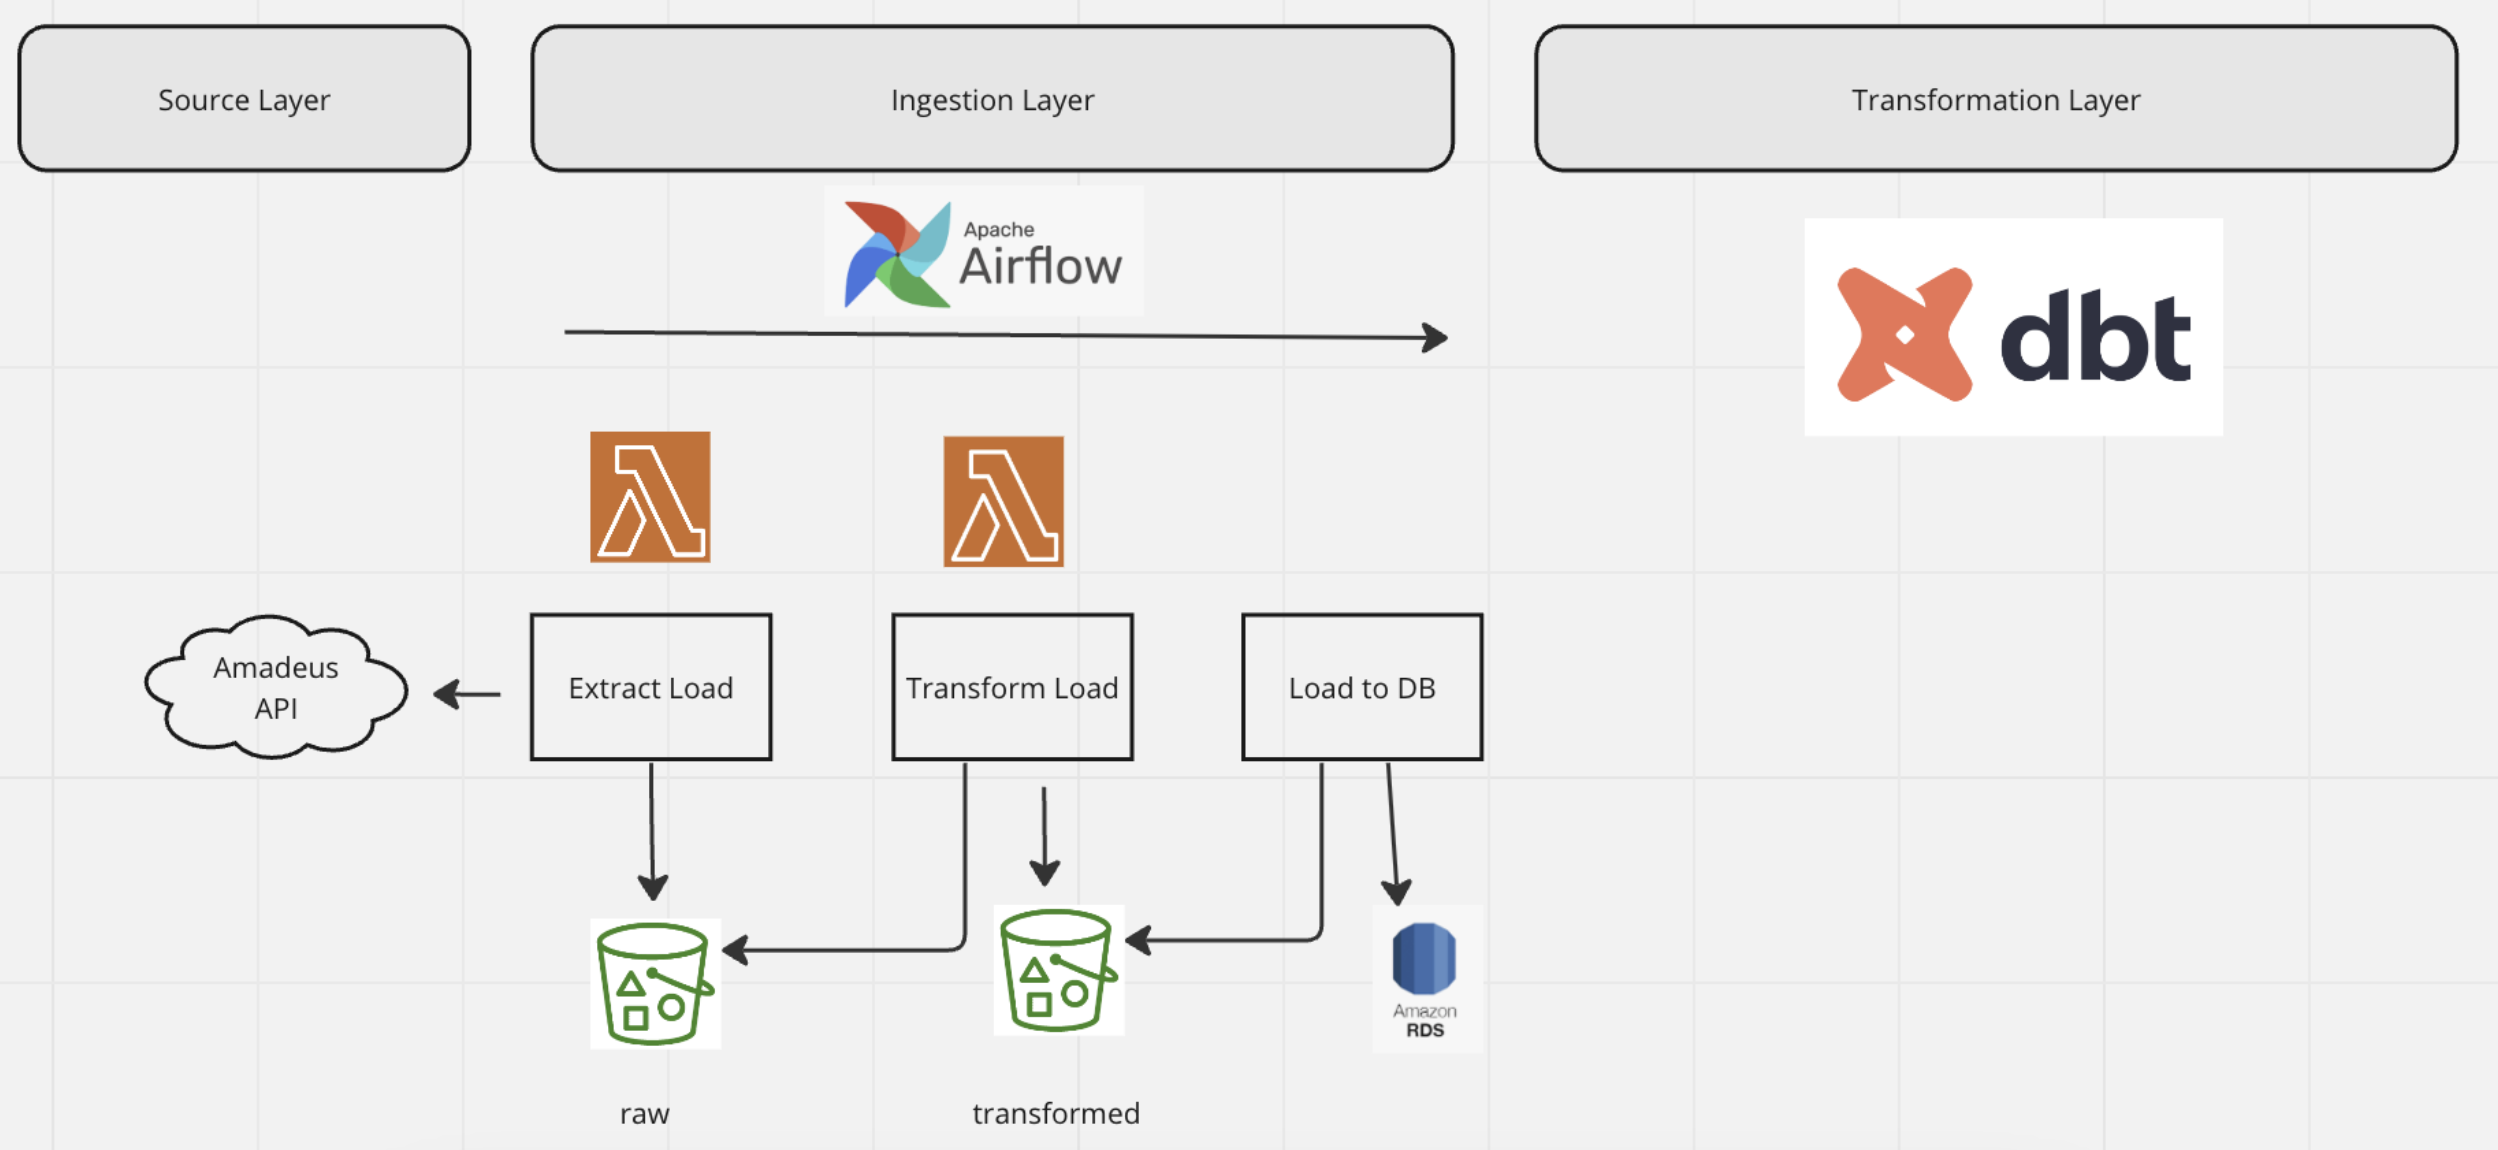 Source Layer
Ingestion Layer
Transformation Layer
Apache
Airflow
dbt
Amadeus
API
Extract Load
Transform Load
Load to DB
Amazon
RDS
raw
transformed